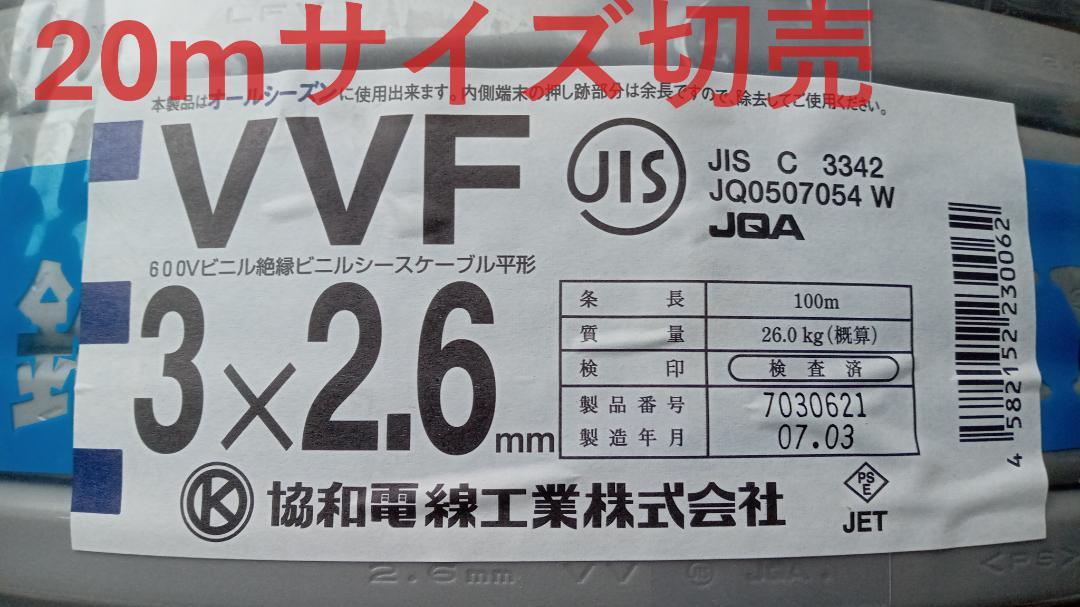 20mサイズ切売
本製品はオールシーズンに使用出来ます。内側端末の押し跡部分は余長ですので、除去してご使用ください。
VVF
JIS
JIS C 3342
JQ0507054 W
JQA
600Vビニル絶縁ビニルシースケーブル平形
3×2.6mm
条長 100m
質量 26.0kg(概算)
検印 検査済
製品番号 7030621
製造年月 07.03
4 582152 230062
K 協和電線工業株式会社
PSE
JET
2.6mm VV JQA
<PS>